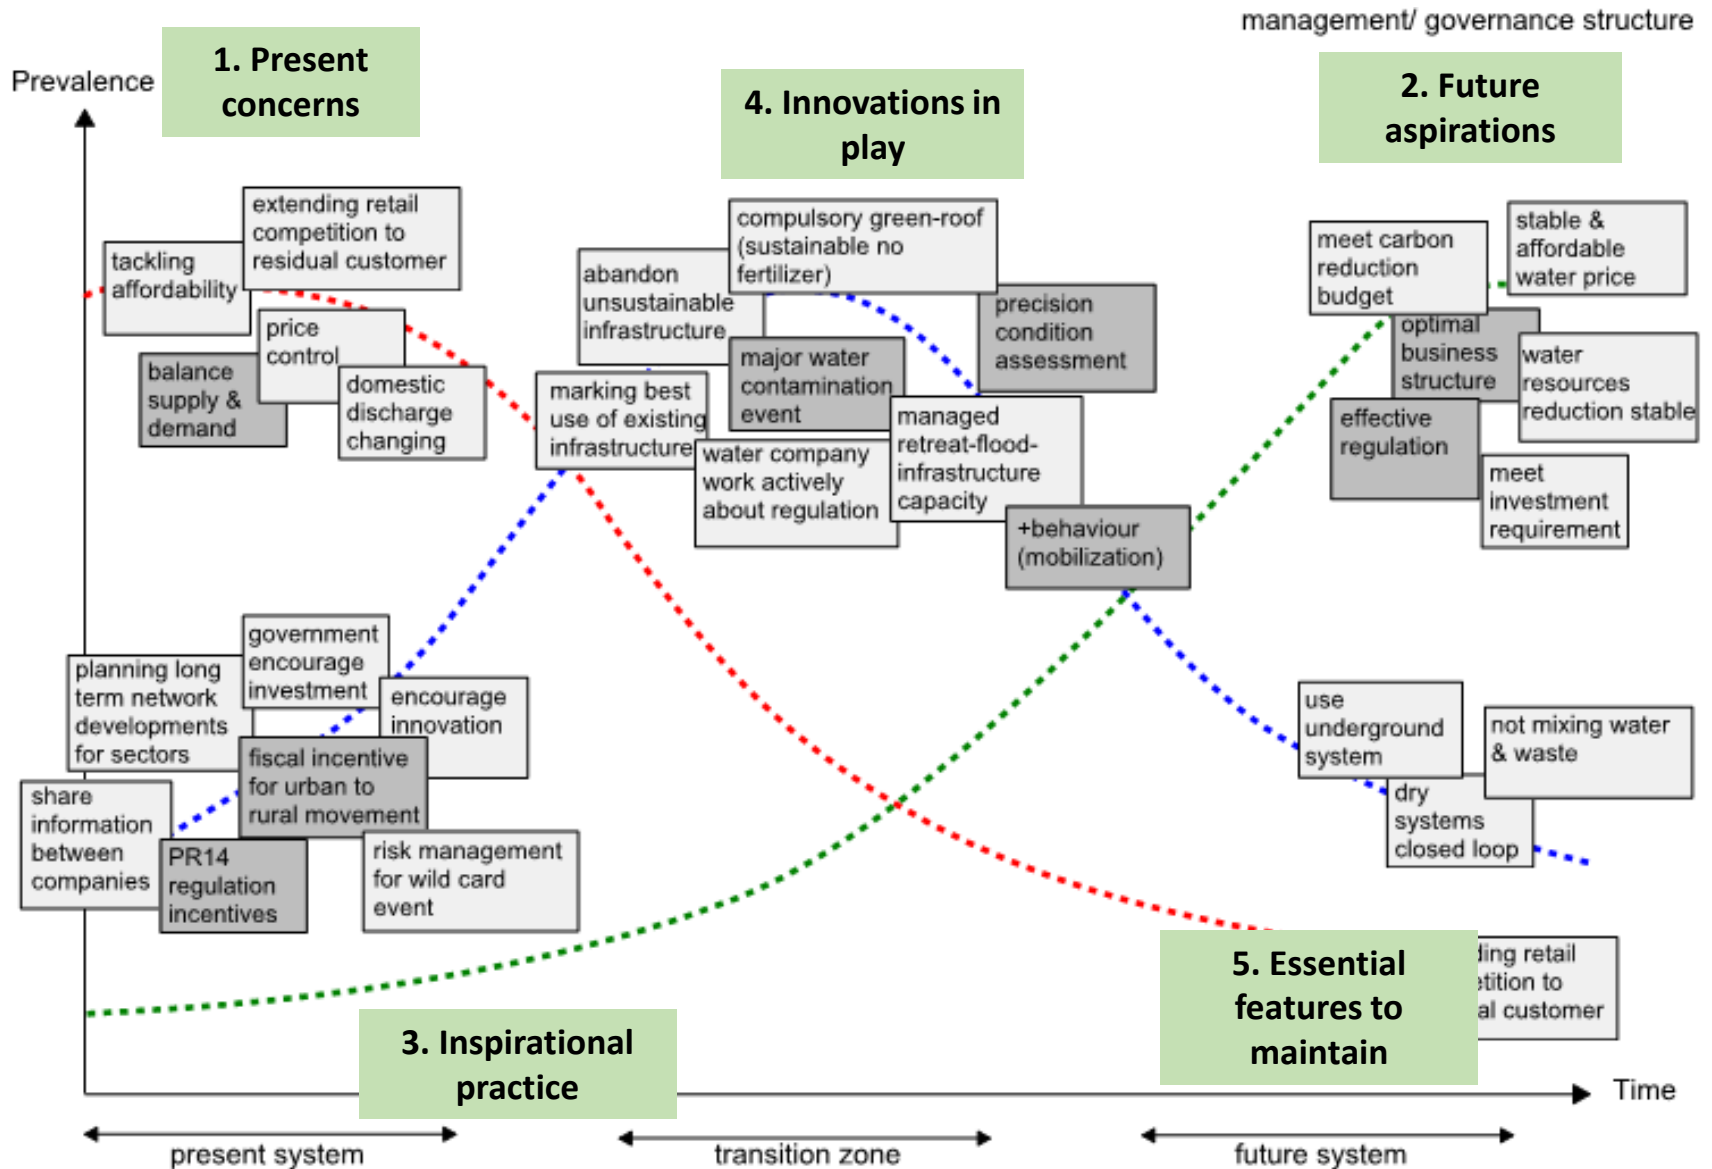 management/ governance structure
Prevalence
1. Present
concerns
4. Innovations in
play
2. Future
aspirations
extending retail
competition to
residual customer
tackling
affordability
price
control
balance
supply &
demand
domestic
discharge
changing
compulsory green-roof
(sustainable no
fertilizer)
abandon
unsustainable
infrastructure
precision
condition
assessment
major water
contamination
event
marking best
use of existing
infrastructure
managed
retreat-flood-
infrastructure
capacity
water company
work actively
about regulation
+behaviour
(mobilization)
stable &
affordable
water price
meet carbon
reduction
budget
optimal
business
structure
water
resources
reduction stable
effective
regulation
meet
investment
requirement
government
encourage
investment
planning long
term network
developments
for sectors
encourage
innovation
fiscal incentive
for urban to
rural movement
share
information
between
companies
PR14
regulation
incentives
risk management
for wild card
event
use
underground
system
not mixing water
& waste
dry
systems
closed loop
5. Essential
features to
maintain
ding retail
etition to
al customer
3. Inspirational
practice
Time
present system
transition zone
future system